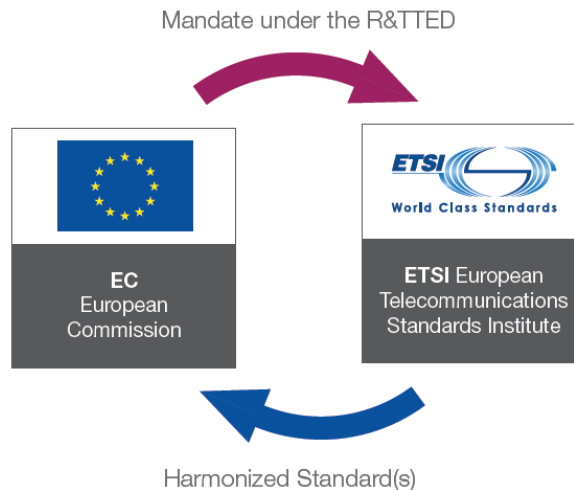 Mandate under the R&TTED
EC
European
Commission
ETSI
World Class Standards
ETSI European
Telecommunications
Standards Institute
Harmonized Standard(s)